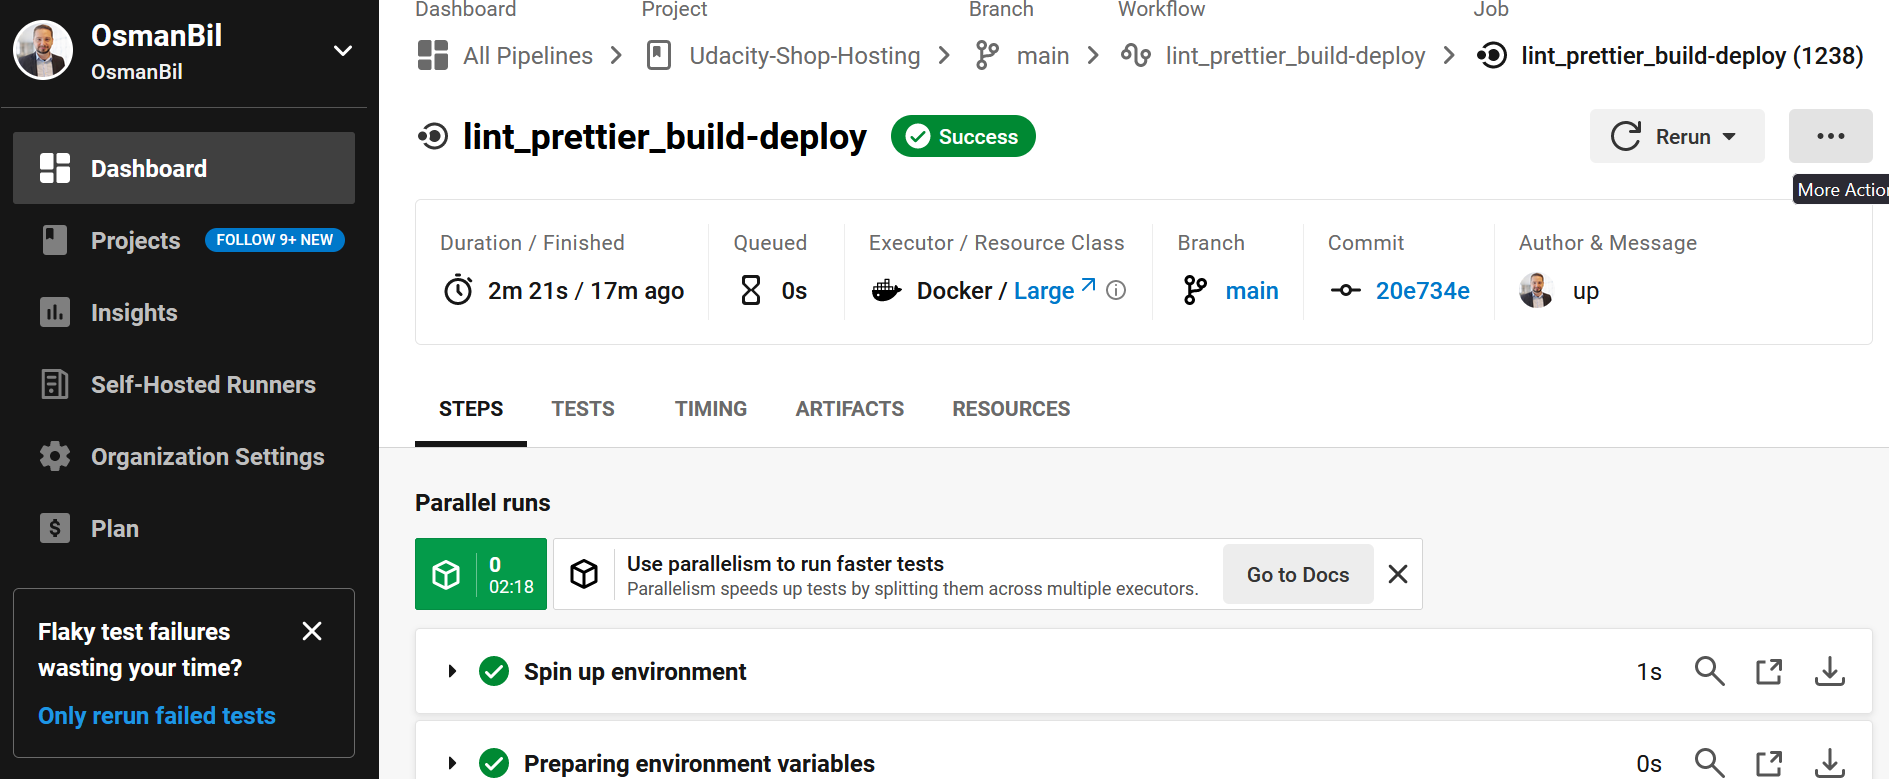 OsmanBil
OsmanBil
Dashboard
Projects FOLLOW 9+ NEW
Insights
Self-Hosted Runners
Organization Settings
Plan
Flaky test failures
wasting your time?
Only rerun failed tests
Dashboard Project Branch Workflow Job
All Pipelines Udacity-Shop-Hosting main lint_prettier_build-deploy lint_prettier_build-deploy (1238)
lint_prettier_build-deploy Success Rerun
More Actio
Duration / Finished Queued Executor / Resource Class Branch Commit Author & Message
2m 21s / 17m ago 0s Docker / Large main 20e734e up
STEPS TESTS TIMING ARTIFACTS RESOURCES
Parallel runs
0
02:18
Use parallelism to run faster tests
Parallelism speeds up tests by splitting them across multiple executors.
Go to Docs
Spin up environment 1s
Preparing environment variables 0s